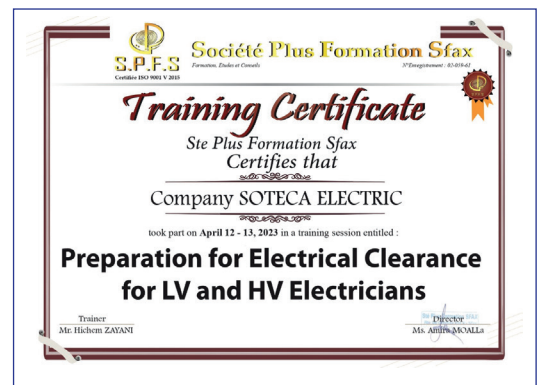 S.P.F.S
Certifiée ISO 9001 V 2015
Société Plus Formation Sfax
Formation, Etudes et Conseils
N°Enregistrement : 02-059-61
Training Certificate
Ste Plus Formation Sfax
Certifies that
Company SOTECA ELECTRIC
took part on April 12 - 13, 2023 in a training session entitled :
Preparation for Electrical Clearance
for LV and HV Electricians
Trainer
Mr. Hichem ZAYANI
Director
Ms. Amira MOALLa